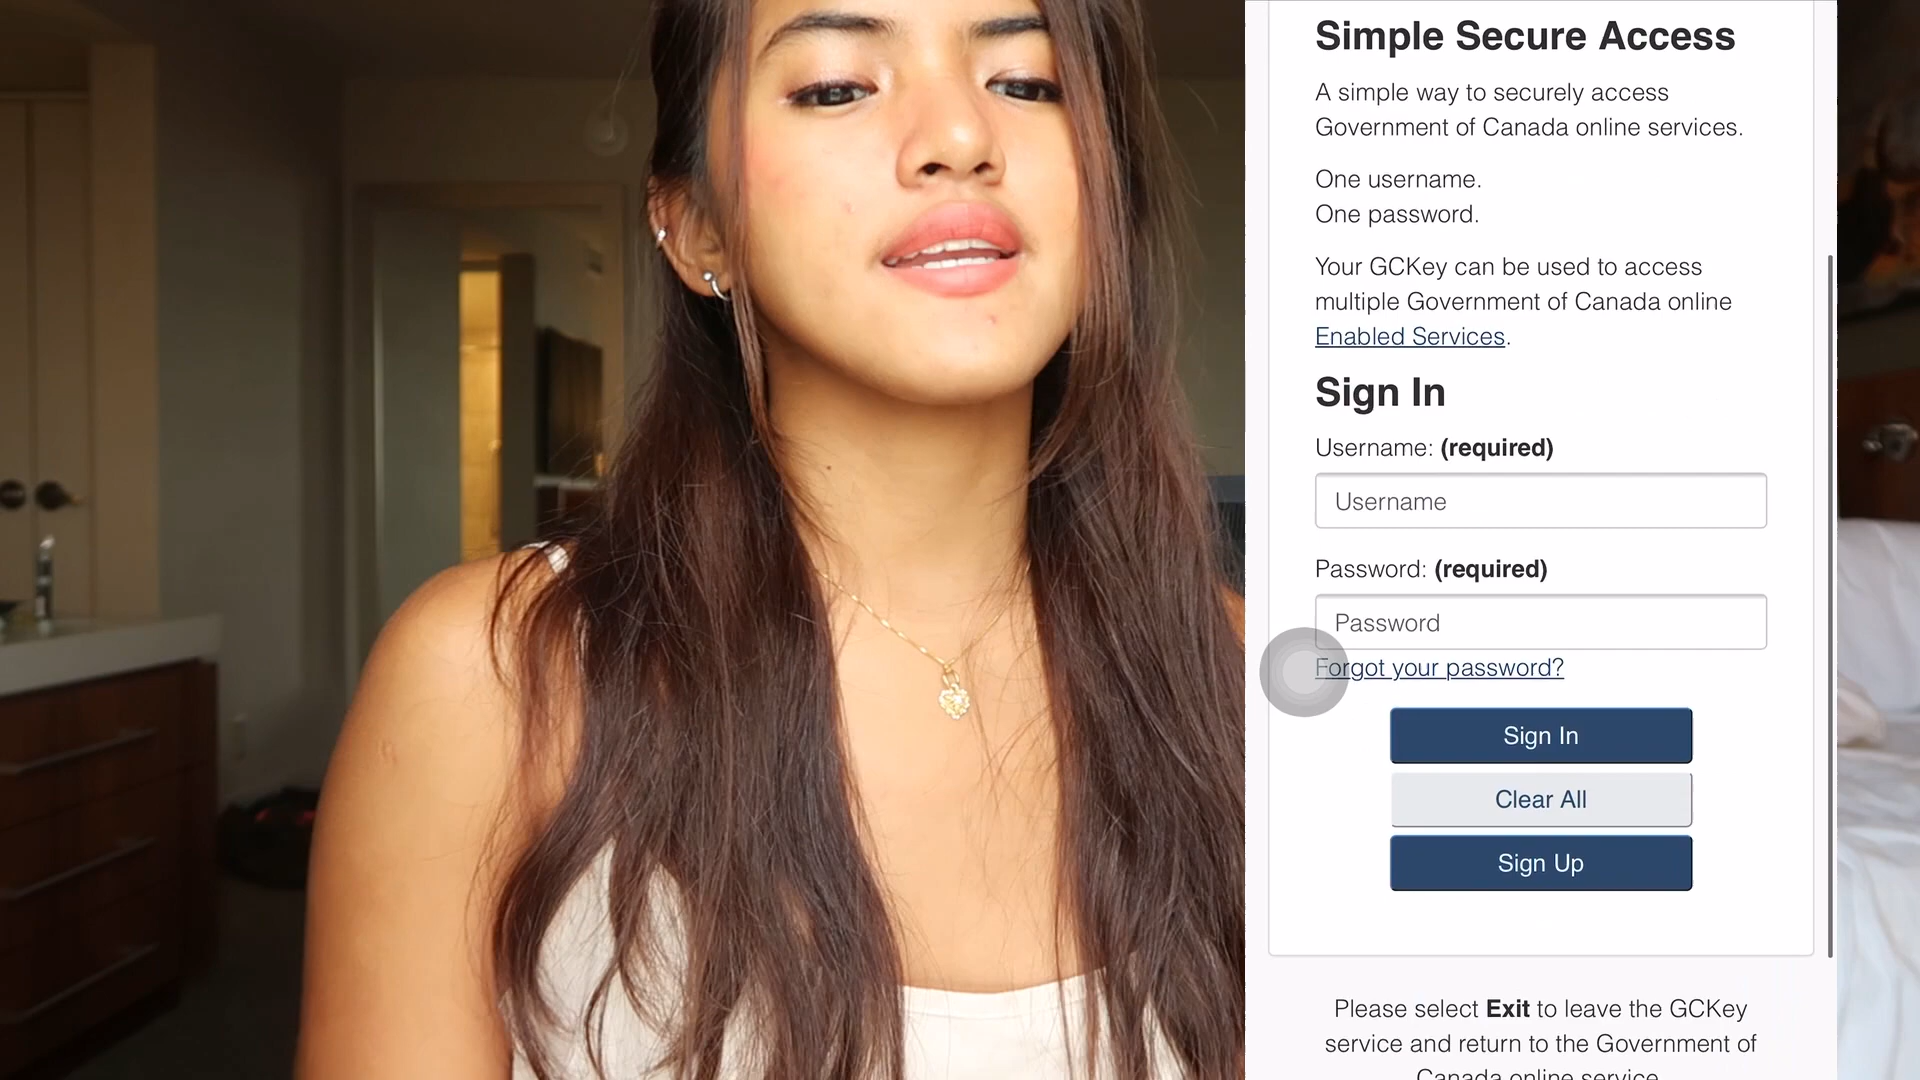 Simple Secure Access
A simple way to securely access
Government of Canada online services.
One username.
One password.
Your GCKey can be used to access
multiple Government of Canada online
Enabled Services.
Sign In
Username: (required)
Username
Password: (required)
Password
Forgot your password?
Sign In
Clear All
Sign Up
Please select Exit to leave the GCKey
service and return to the Government of
Canada online service.